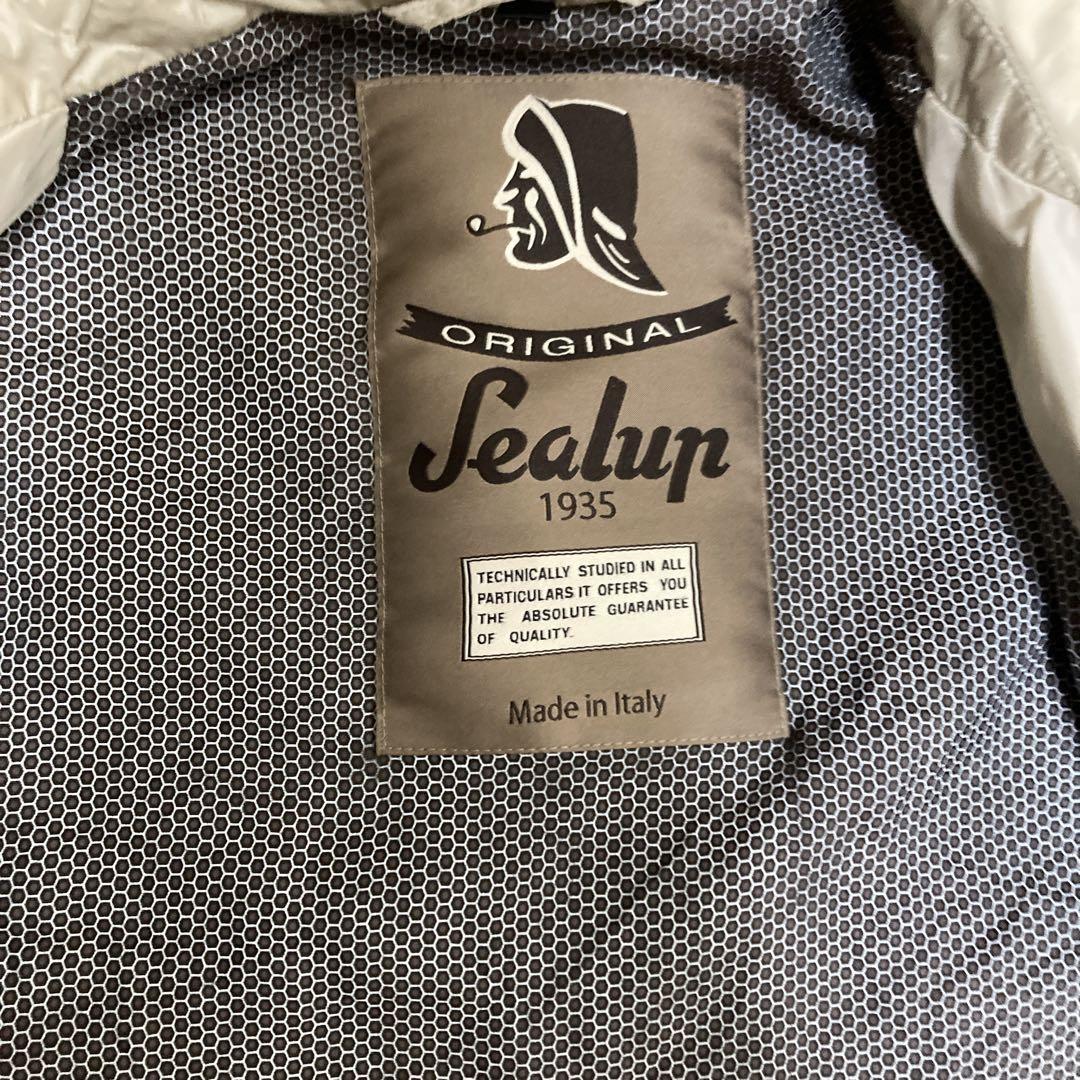 ORIGINAL
Sealup
1935
TECHNICALLY STUDIED IN ALL
PARTICULARS IT OFFERS YOU
THE ABSOLUTE GUARANTEE
OF QUALITY.
Made in Italy